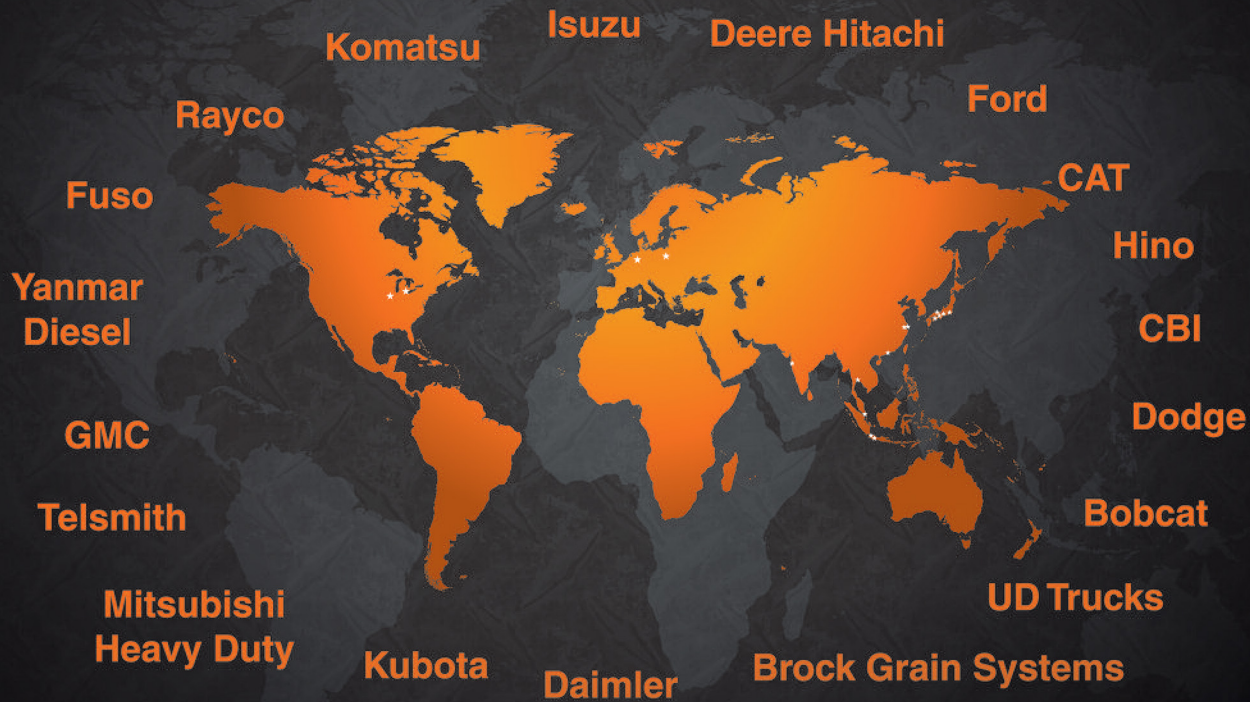 Isuzu
Komatsu
Deere Hitachi
Ford
Rayco
CAT
Fuso
Hino
Yanmar
Diesel
CBI
Dodge
GMC
Telsmith
Bobcat
UD Trucks
Mitsubishi
Heavy Duty
Kubota
Brock Grain Systems
Daimler